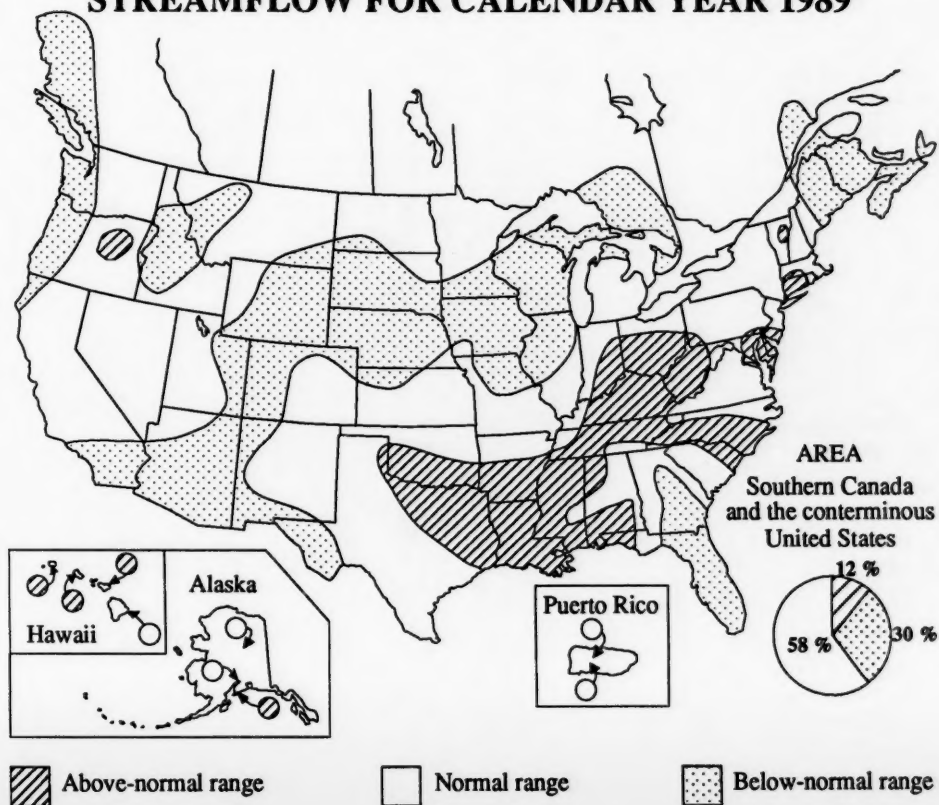 STREAMFLOW FOR CALENDAR YEAR 1989
AREA
Southern Canada
and the conterminous
United States
12 %
58 %
30 %
Alaska
Hawaii
Puerto Rico
Above-normal range
Normal range
Below-normal range